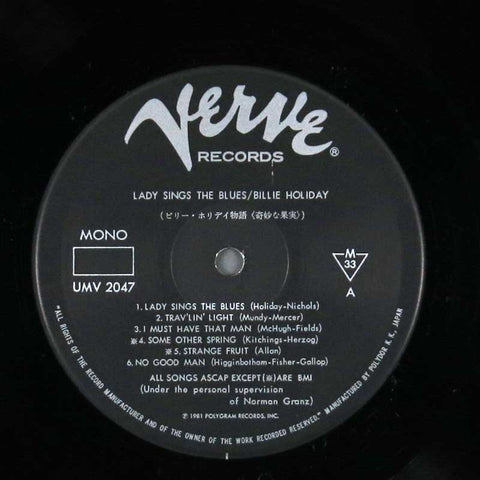 Verve®
RECORDS
LADY SINGS THE BLUES/BILLIE HOLIDAY
(ビリー・ホリデイ物語〈奇妙な果実〉)
MONO
UMV 2047
M
33
A
1. LADY SINGS THE BLUES (Holiday-Nichols)
2. TRAV'LIN' LIGHT (Mundy-Mercer)
3. I MUST HAVE THAT MAN (McHugh-Fields)
※4. SOME OTHER SPRING (Kitchings-Herzog)
※5. STRANGE FRUIT (Allan)
6. NO GOOD MAN (Higginbotham-Fisher-Gallop)
ALL SONGS ASCAP EXCEPT(※)ARE BMI
(Under the personal supervision
of Norman Granz)
℗ 1981 POLYGRAM RECORDS, INC.
"ALL RIGHTS OF THE RECORD MANUFACTURER AND OF THE OWNER OF THE WORK RECORDED RESERVED." MANUFACTURED BY POLYDOR K.K., JAPAN